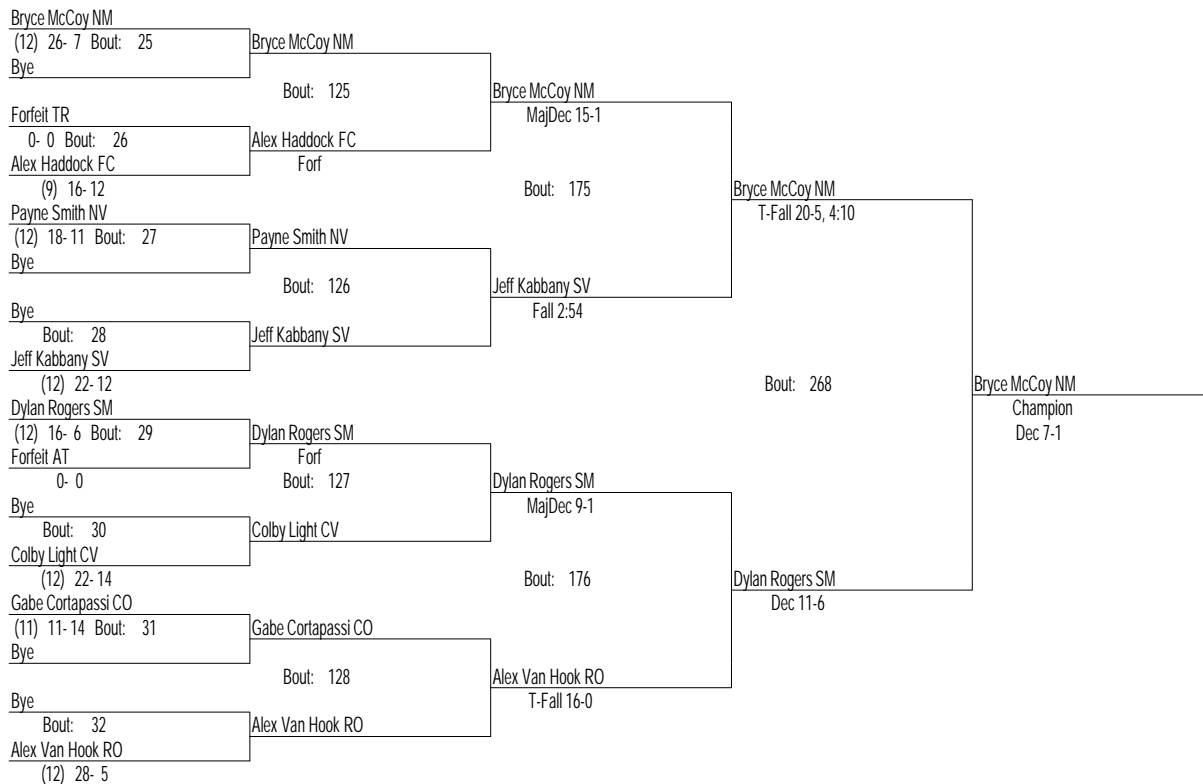 Bryce McCoy NM
(12) 26- 7 Bout: 25
Bye
Forfeit TR
0- 0 Bout: 26
Alex Haddock FC
(9) 16- 12
Payne Smith NV
(12) 18- 11 Bout: 27
Bye
Bye
Bout: 28
Jeff Kabbany SV
(12) 22- 12
Dylan Rogers SM
(12) 16- 6 Bout: 29
Forfeit AT
0- 0
Bye
Bout: 30
Colby Light CV
(12) 22- 14
Gabe Cortapassi CO
(11) 11- 14 Bout: 31
Bye
Bye
Bout: 32
Alex Van Hook RO
(12) 28- 5
Bryce McCoy NM
Bout: 125
Alex Haddock FC
Forf
Payne Smith NV
Bout: 126
Jeff Kabbany SV
Dylan Rogers SM
Forf
Bout: 127
Colby Light CV
Gabe Cortapassi CO
Bout: 128
Alex Van Hook RO
Bryce McCoy NM
MajDec 15-1
Bout: 175
Jeff Kabbany SV
Fall 2:54
Dylan Rogers SM
MajDec 9-1
Bout: 176
Alex Van Hook RO
T-Fall 16-0
Bryce McCoy NM
T-Fall 20-5, 4:10
Bout: 268
Dylan Rogers SM
Dec 11-6
Bryce McCoy NM
Champion
Dec 7-1